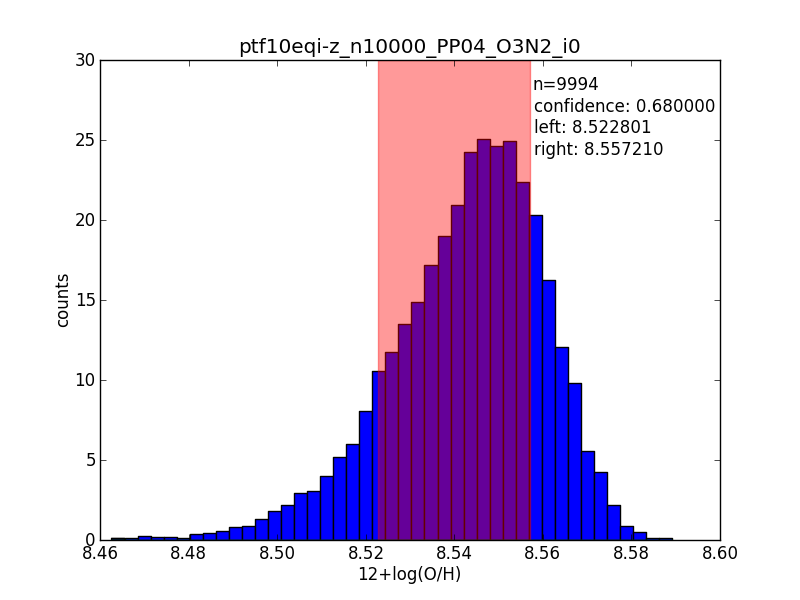 ptf10eqi-z_n10000_PP04_O3N2_i0
n=9994
confidence: 0.680000
left: 8.522801
right: 8.557210
30
25
20
15
10
5
0
counts
8.46 8.48 8.50 8.52 8.54 8.56 8.58 8.60
12+log(O/H)